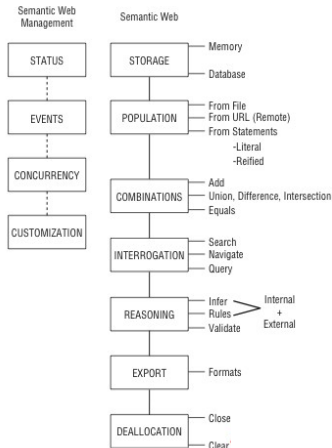 Semantic Web
Management
STATUS
EVENTS
CONCURRENCY
CUSTOMIZATION
Semantic Web
STORAGE
Memory
Database
POPULATION
From File
From URL (Remote)
From Statements
-Literal
-Reified
COMBINATIONS
Add
Union, Difference, Intersection
Equals
INTERROGATION
Search
Navigate
Query
REASONING
Infer
Rules
Validate
Internal
+
External
EXPORT
Formats
DEALLOCATION
Close
Clear